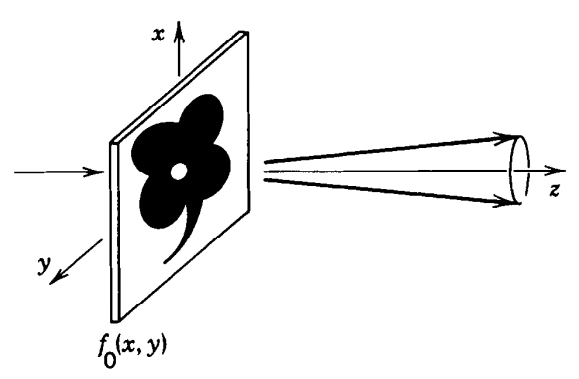 x
z
y
f₀(x, y)